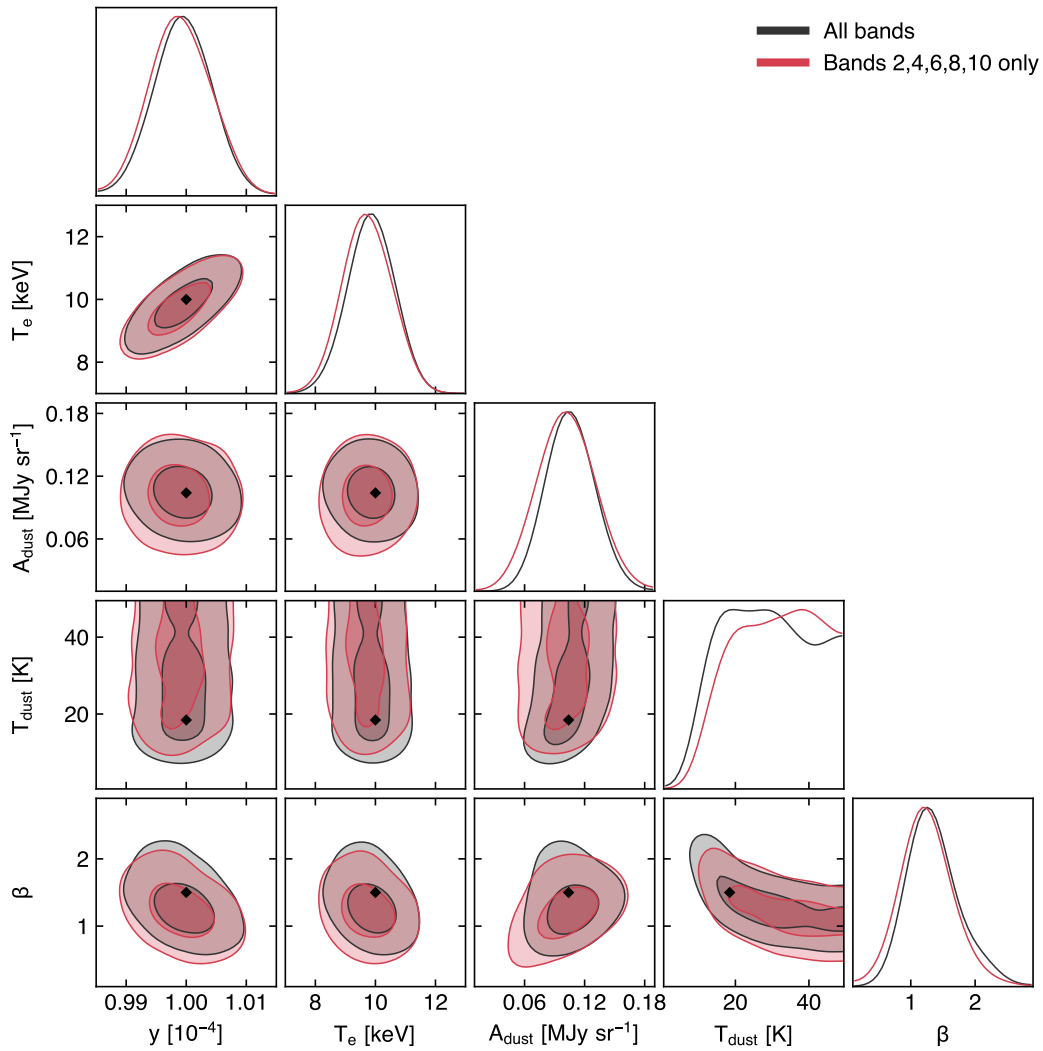 All bands
Bands 2,4,6,8,10 only
12
10
8
Tₑ [keV]
0.18
0.12
0.06
A_dust [MJy sr⁻¹]
40
20
T_dust [K]
2
1
β
0.99 1.00 1.01 8 10 12 0.06 0.12 0.18 20 40 1 2
y [10⁻⁴] Tₑ [keV] A_dust [MJy sr⁻¹] T_dust [K] β